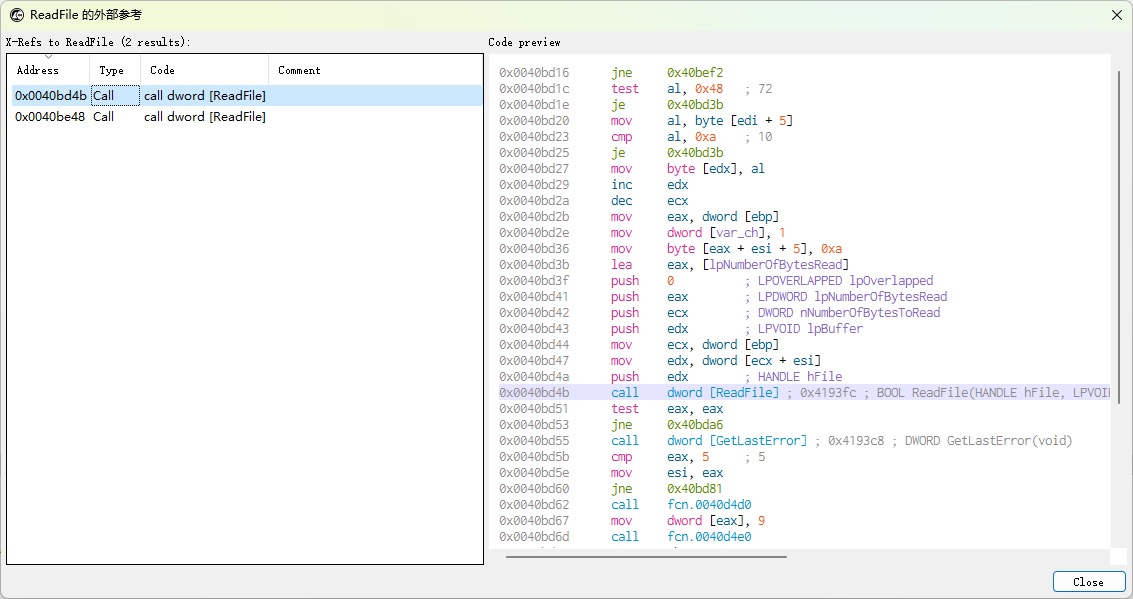 ReadFile 的外部参考
X-Refs to ReadFile (2 results):
Address Type Code Comment
0x0040bd4b Call call dword [ReadFile]
0x0040be48 Call call dword [ReadFile]
Code preview
0x0040bd16 jne 0x40bef2
0x0040bd1c test al, 0x48 ; 72
0x0040bd1e je 0x40bd3b
0x0040bd20 mov al, byte [edi + 5]
0x0040bd23 cmp al, 0xa ; 10
0x0040bd25 je 0x40bd3b
0x0040bd27 mov byte [edx], al
0x0040bd29 inc edx
0x0040bd2a dec ecx
0x0040bd2b mov eax, dword [ebp]
0x0040bd2e mov dword [var_ch], 1
0x0040bd36 mov byte [eax + esi + 5], 0xa
0x0040bd3b lea eax, [lpNumberOfBytesRead]
0x0040bd3f push 0 ; LPOVERLAPPED lpOverlapped
0x0040bd41 push eax ; LPDWORD lpNumberOfBytesRead
0x0040bd42 push ecx ; DWORD nNumberOfBytesToRead
0x0040bd43 push edx ; LPVOID lpBuffer
0x0040bd44 mov ecx, dword [ebp]
0x0040bd47 mov edx, dword [ecx + esi]
0x0040bd4a push edx ; HANDLE hFile
0x0040bd4b call dword [ReadFile] ; 0x4193fc ; BOOL ReadFile(HANDLE hFile, LPVOI
0x0040bd51 test eax, eax
0x0040bd53 jne 0x40bda6
0x0040bd55 call dword [GetLastError] ; 0x4193c8 ; DWORD GetLastError(void)
0x0040bd5b cmp eax, 5 ; 5
0x0040bd5e mov esi, eax
0x0040bd60 jne 0x40bd81
0x0040bd62 call fcn.0040d4d0
0x0040bd67 mov dword [eax], 9
0x0040bd6d call fcn.0040d4e0
Close